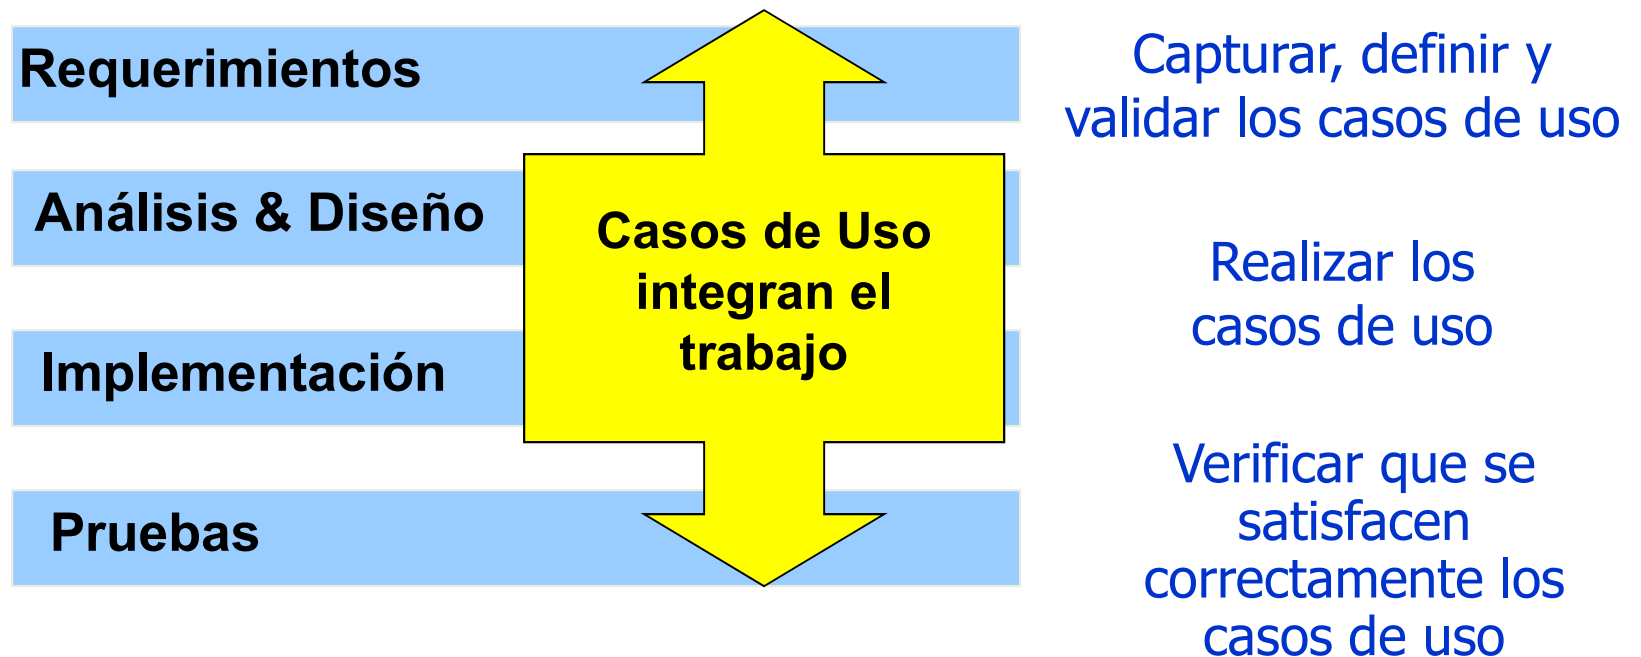 Requerimientos
Análisis & Diseño
Implementación
Pruebas
Casos de Uso
integran el
trabajo
Capturar, definir y
validar los casos de uso
Realizar los
casos de uso
Verificar que se
satisfacen
correctamente los
casos de uso